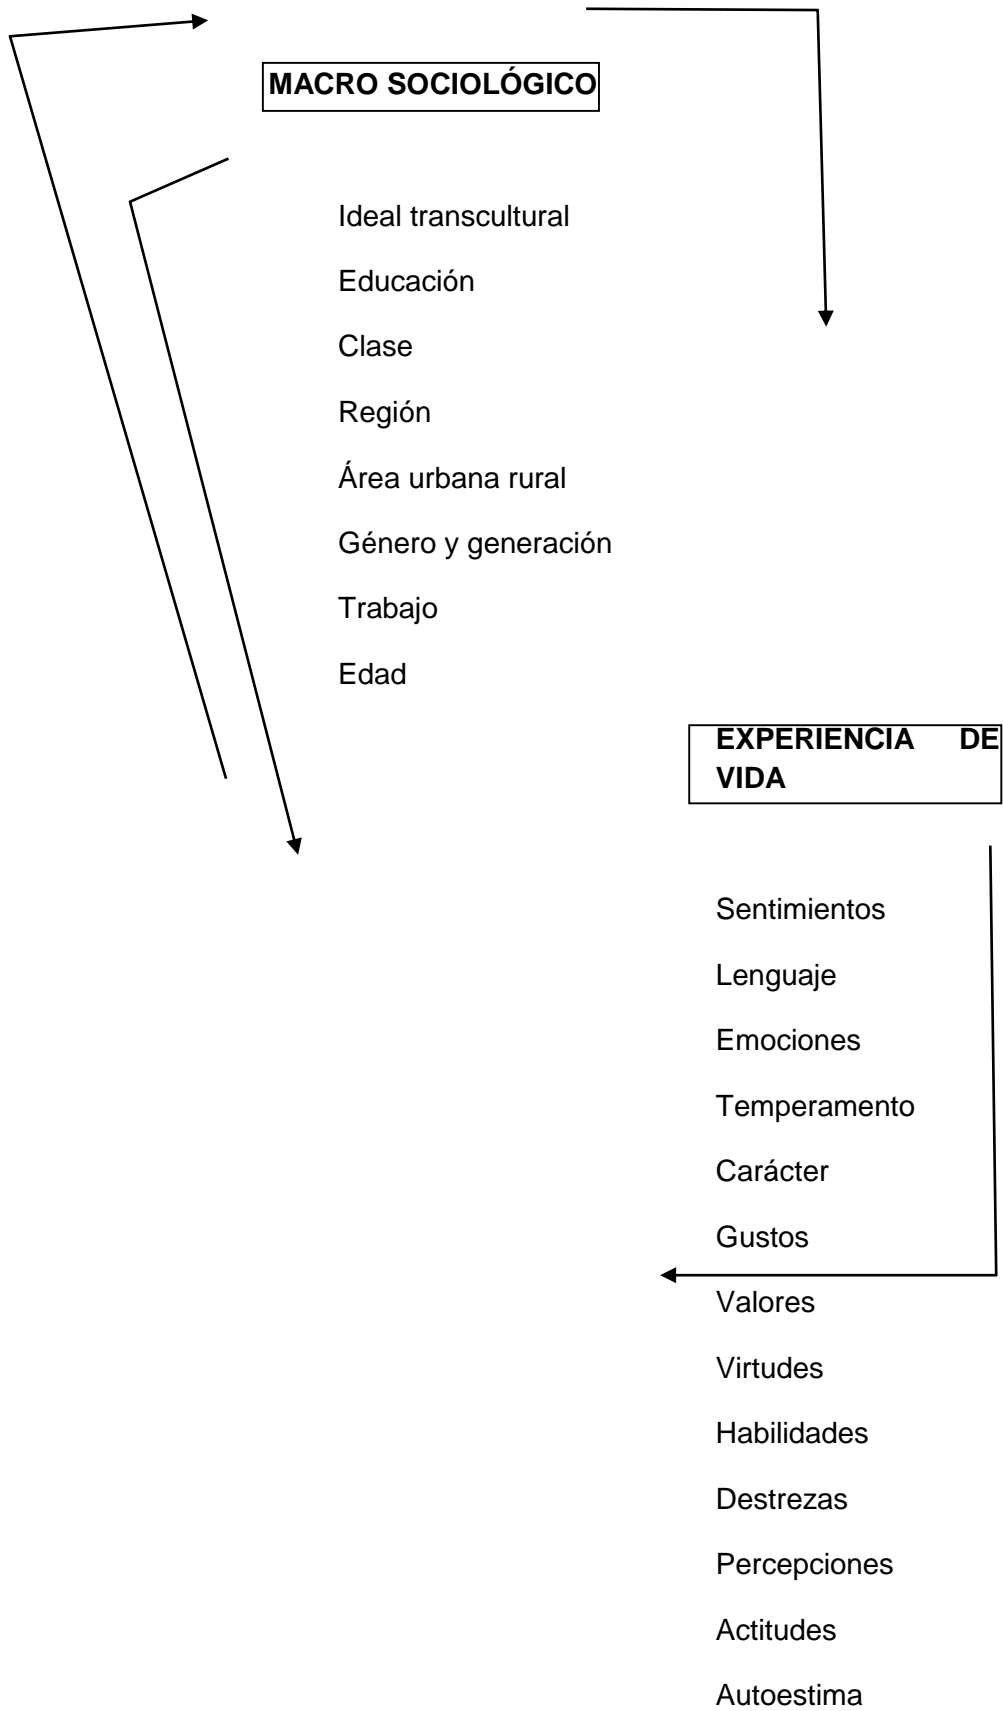 MACRO SOCIOLÓGICO
Ideal transcultural
Educación
Clase
Región
Área urbana rural
Género y generación
Trabajo
Edad
EXPERIENCIA DE
VIDA
Sentimientos
Lenguaje
Emociones
Temperamento
Carácter
Gustos
Valores
Virtudes
Habilidades
Destrezas
Percepciones
Actitudes
Autoestima